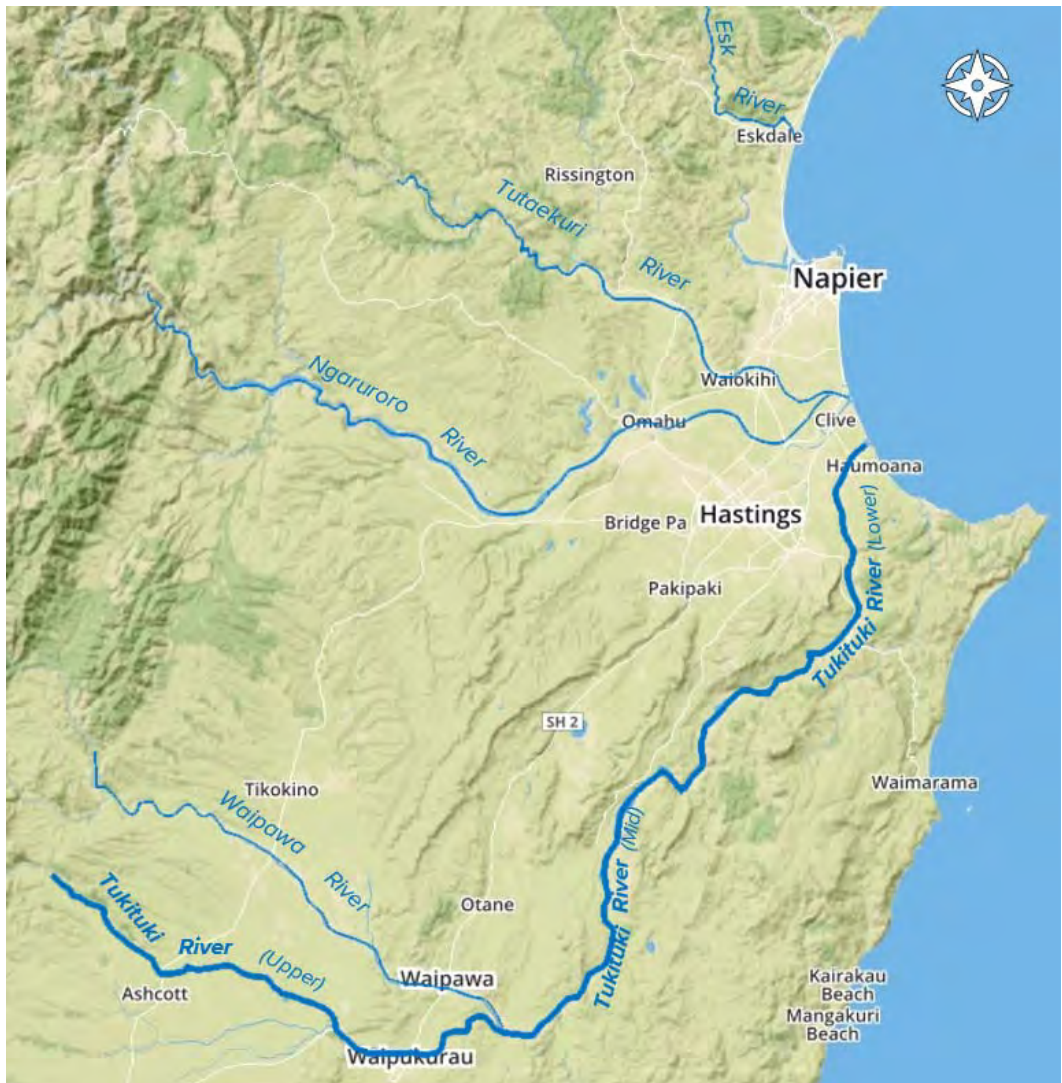 Esk
River
Eskdale
Rissington
Tutaekuri
River
Napier
Ngaruroro
River
Waiokihi
Omahu
Clive
Haumoana
Bridge Pa
Hastings
Pakipaki
Tukituki River (Lower)
SH 2
Waimarama
Tikokino
Waipawa
River
Tukituki River (Mid)
Otane
Tukituki
River
(Upper)
Ashcott
Waipawa
Waipukurau
Kairakau
Beach
Mangakuri
Beach